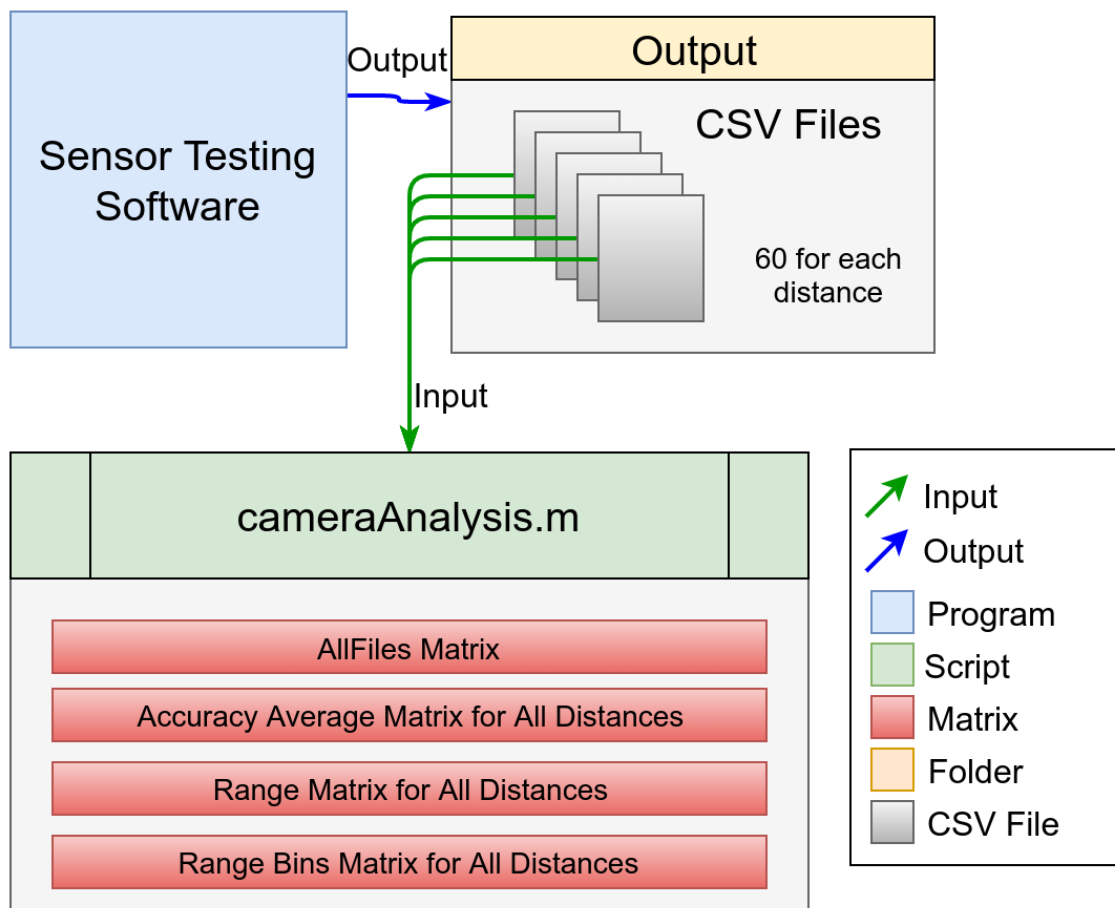 Output
Output
Sensor Testing
Software
CSV Files
60 for each
distance
Input
cameraAnalysis.m
AllFiles Matrix
Accuracy Average Matrix for All Distances
Range Matrix for All Distances
Range Bins Matrix for All Distances
Input
Output
Program
Script
Matrix
Folder
CSV File